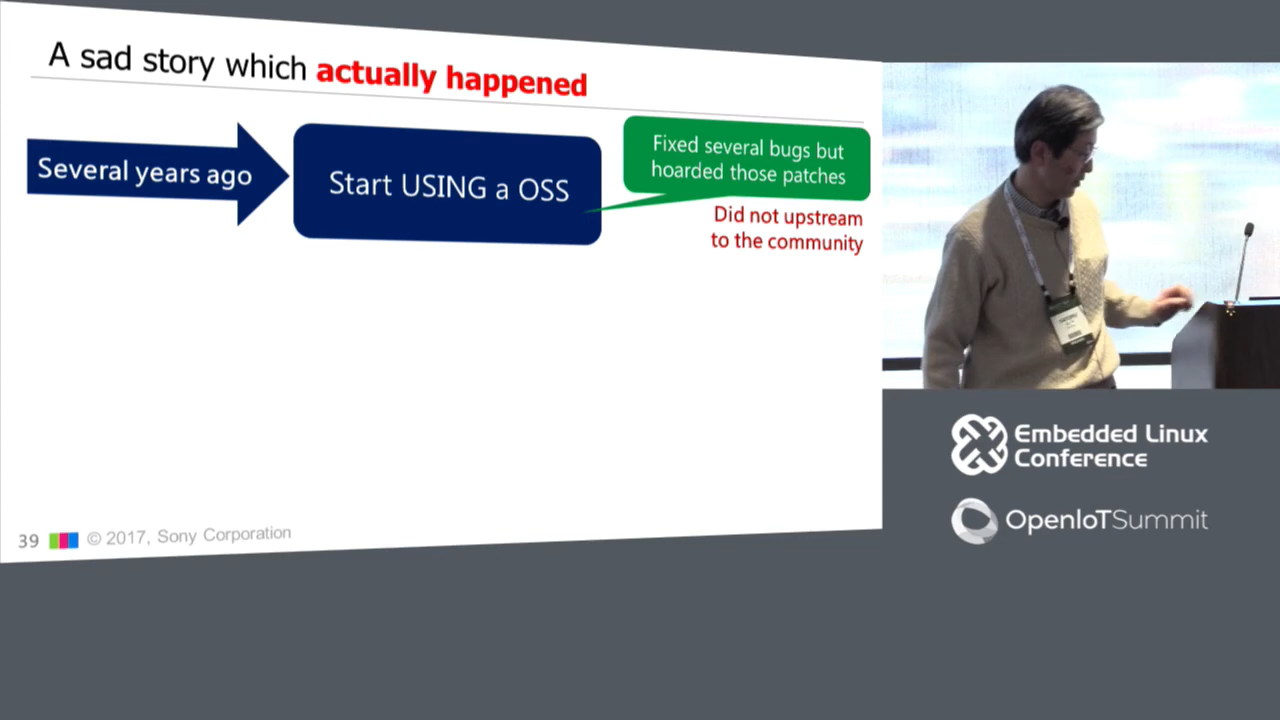 A sad story which actually happened
Several years ago
Start USING a OSS
Fixed several bugs but
hoarded those patches
Did not upstream
to the community
39 © 2017, Sony Corporation
Embedded Linux
Conference
OpenIoTSummit